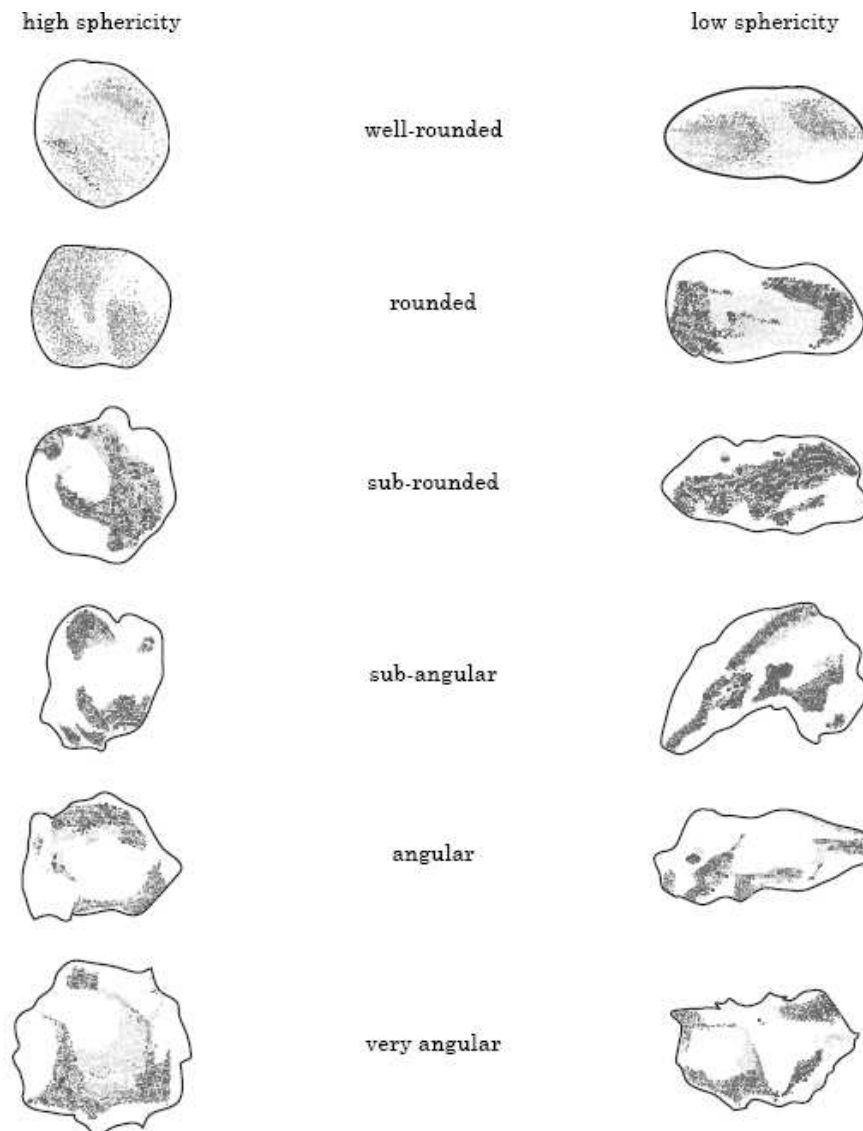 high sphericity low sphericity
well-rounded
rounded
sub-rounded
sub-angular
angular
very angular